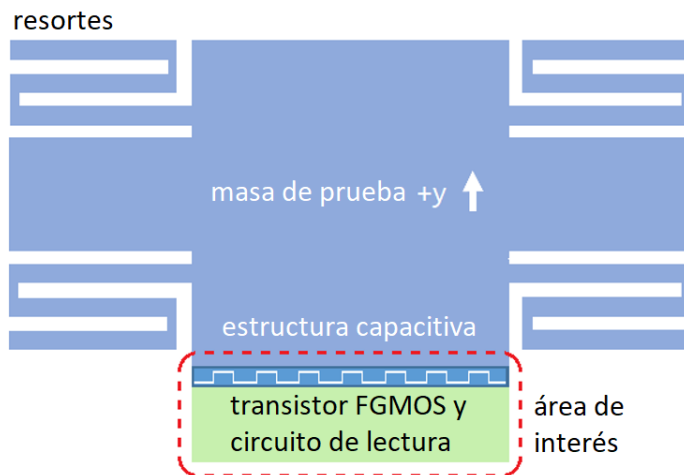 resortes
masa de prueba +y
estructura capacitiva
transistor FGMOS y
circuito de lectura
área de
interés